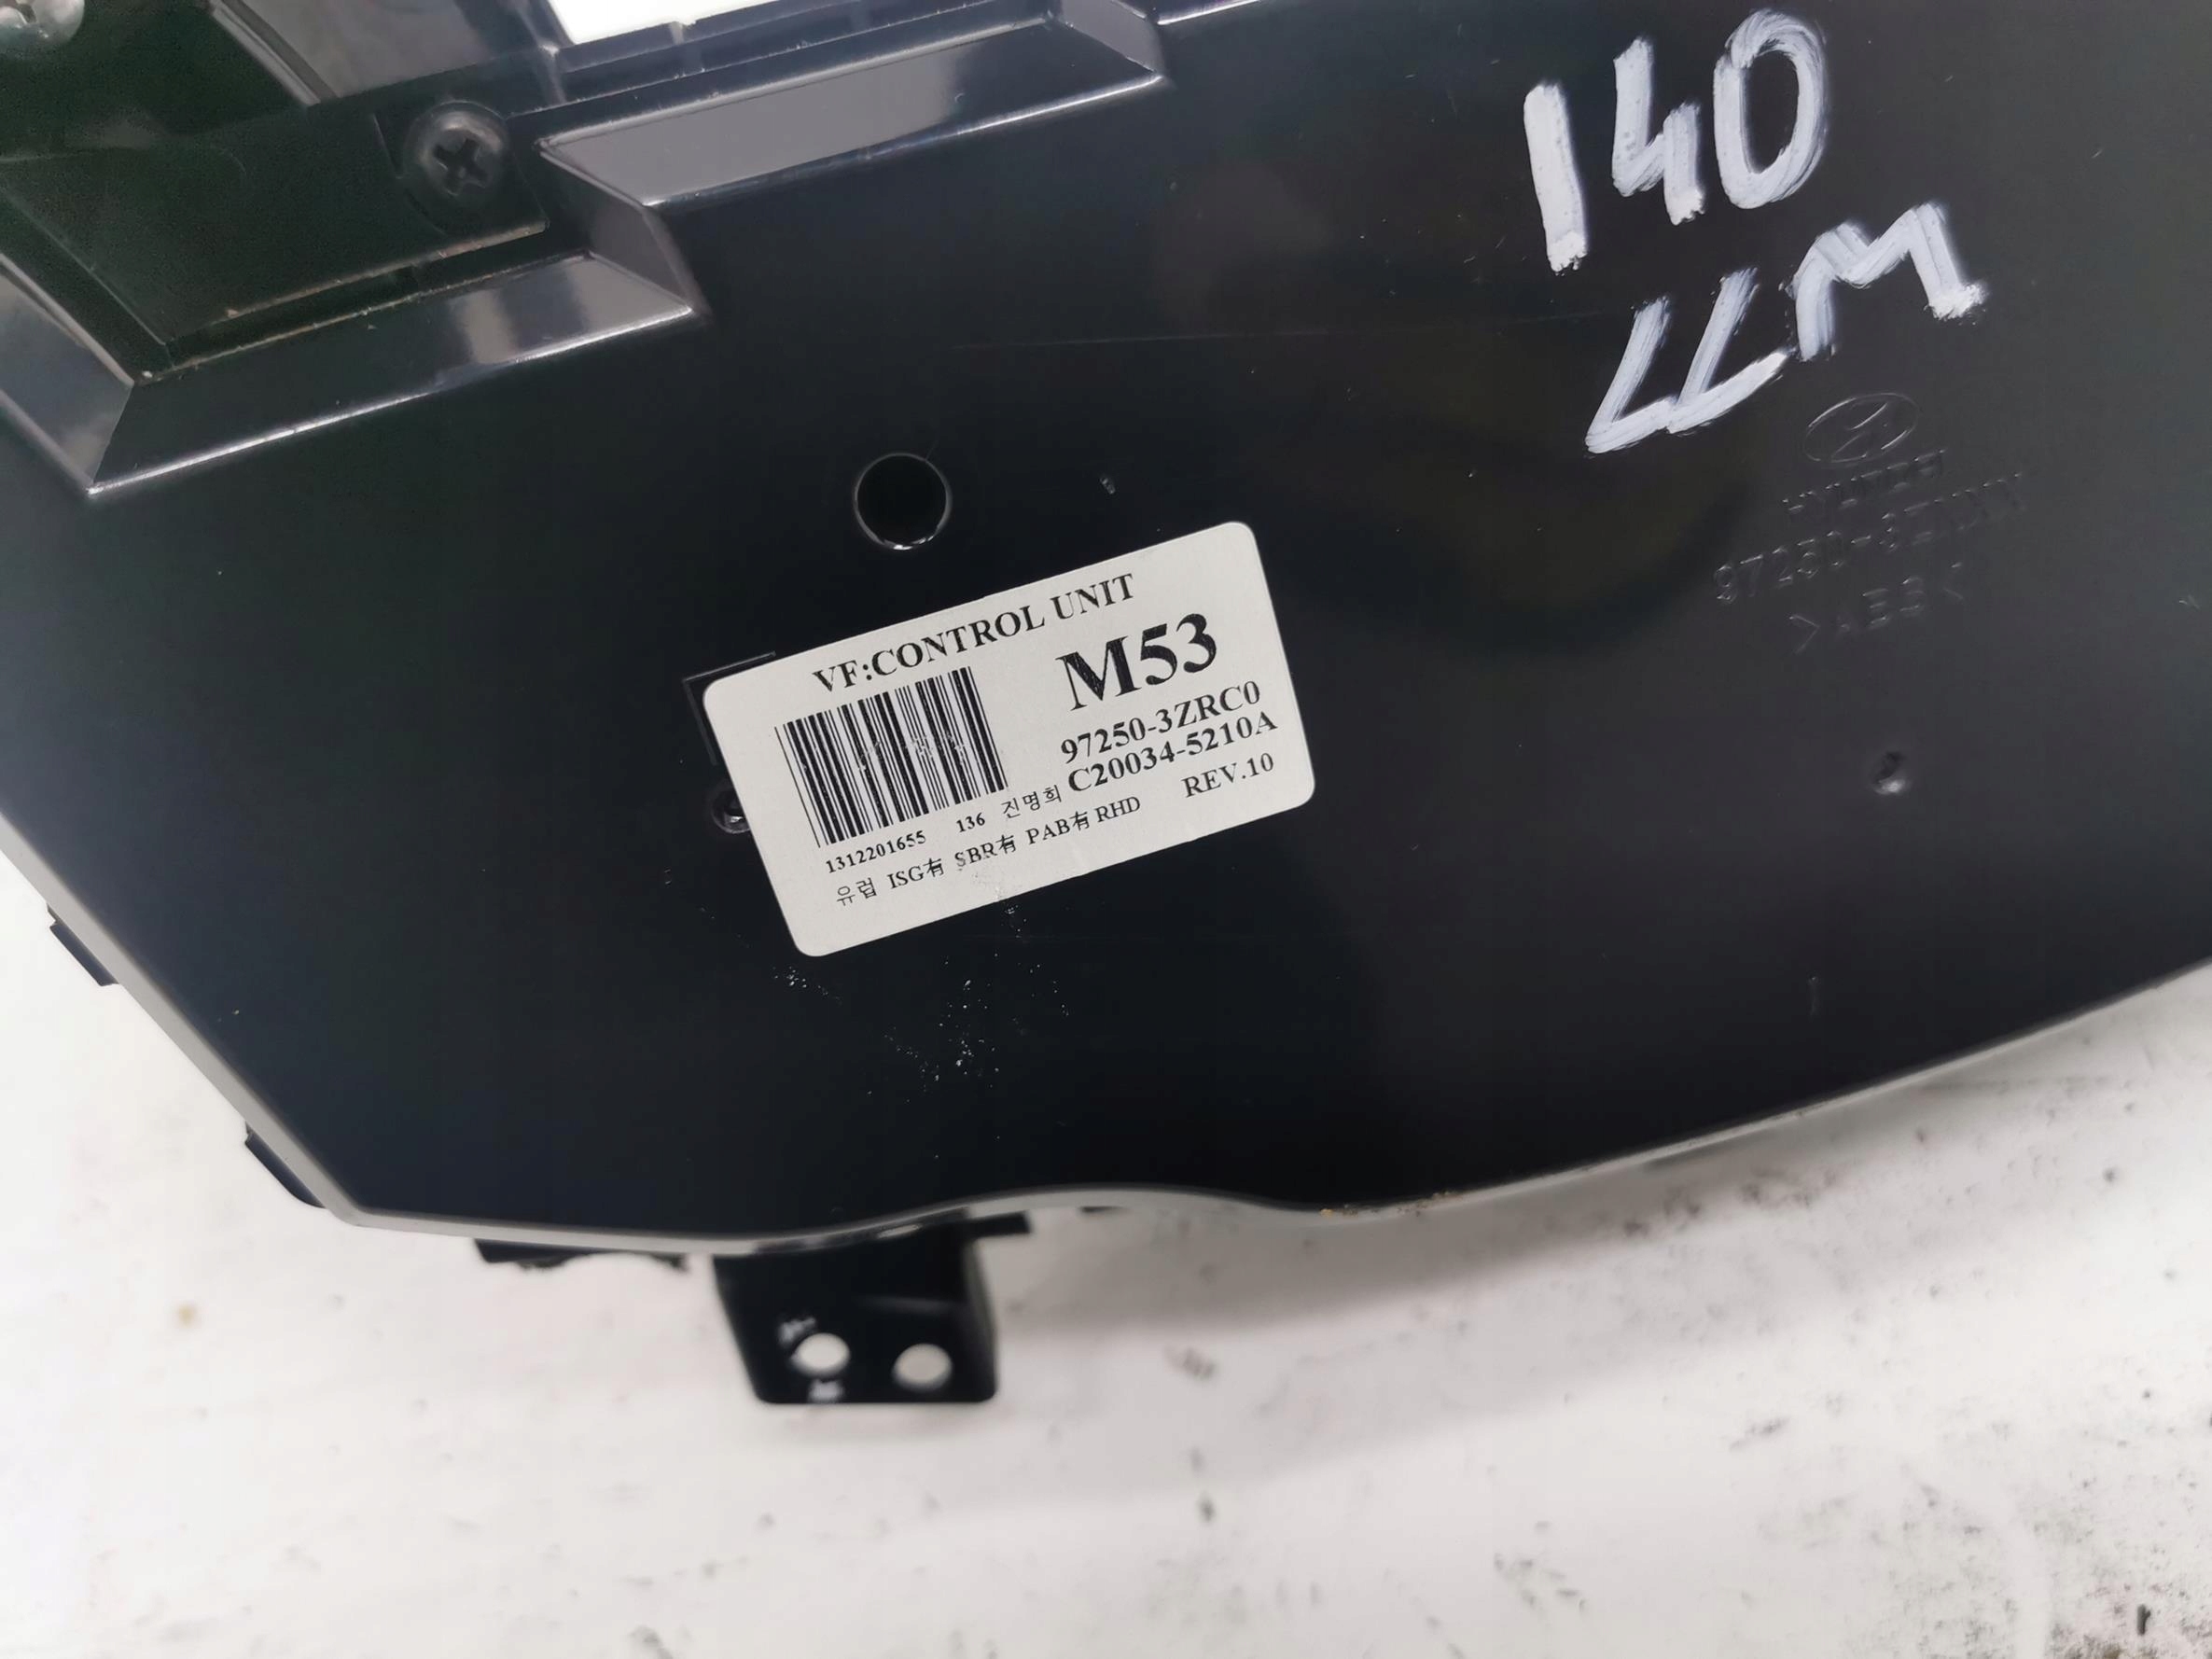 140
LLM
HYUNDAI
VF:CONTROL UNIT
M53
97250-3ZRC0
C20034-5210A
1312201655 136 진명희
REV.10
유럽 ISG有 SBR有 PAB有 RHD